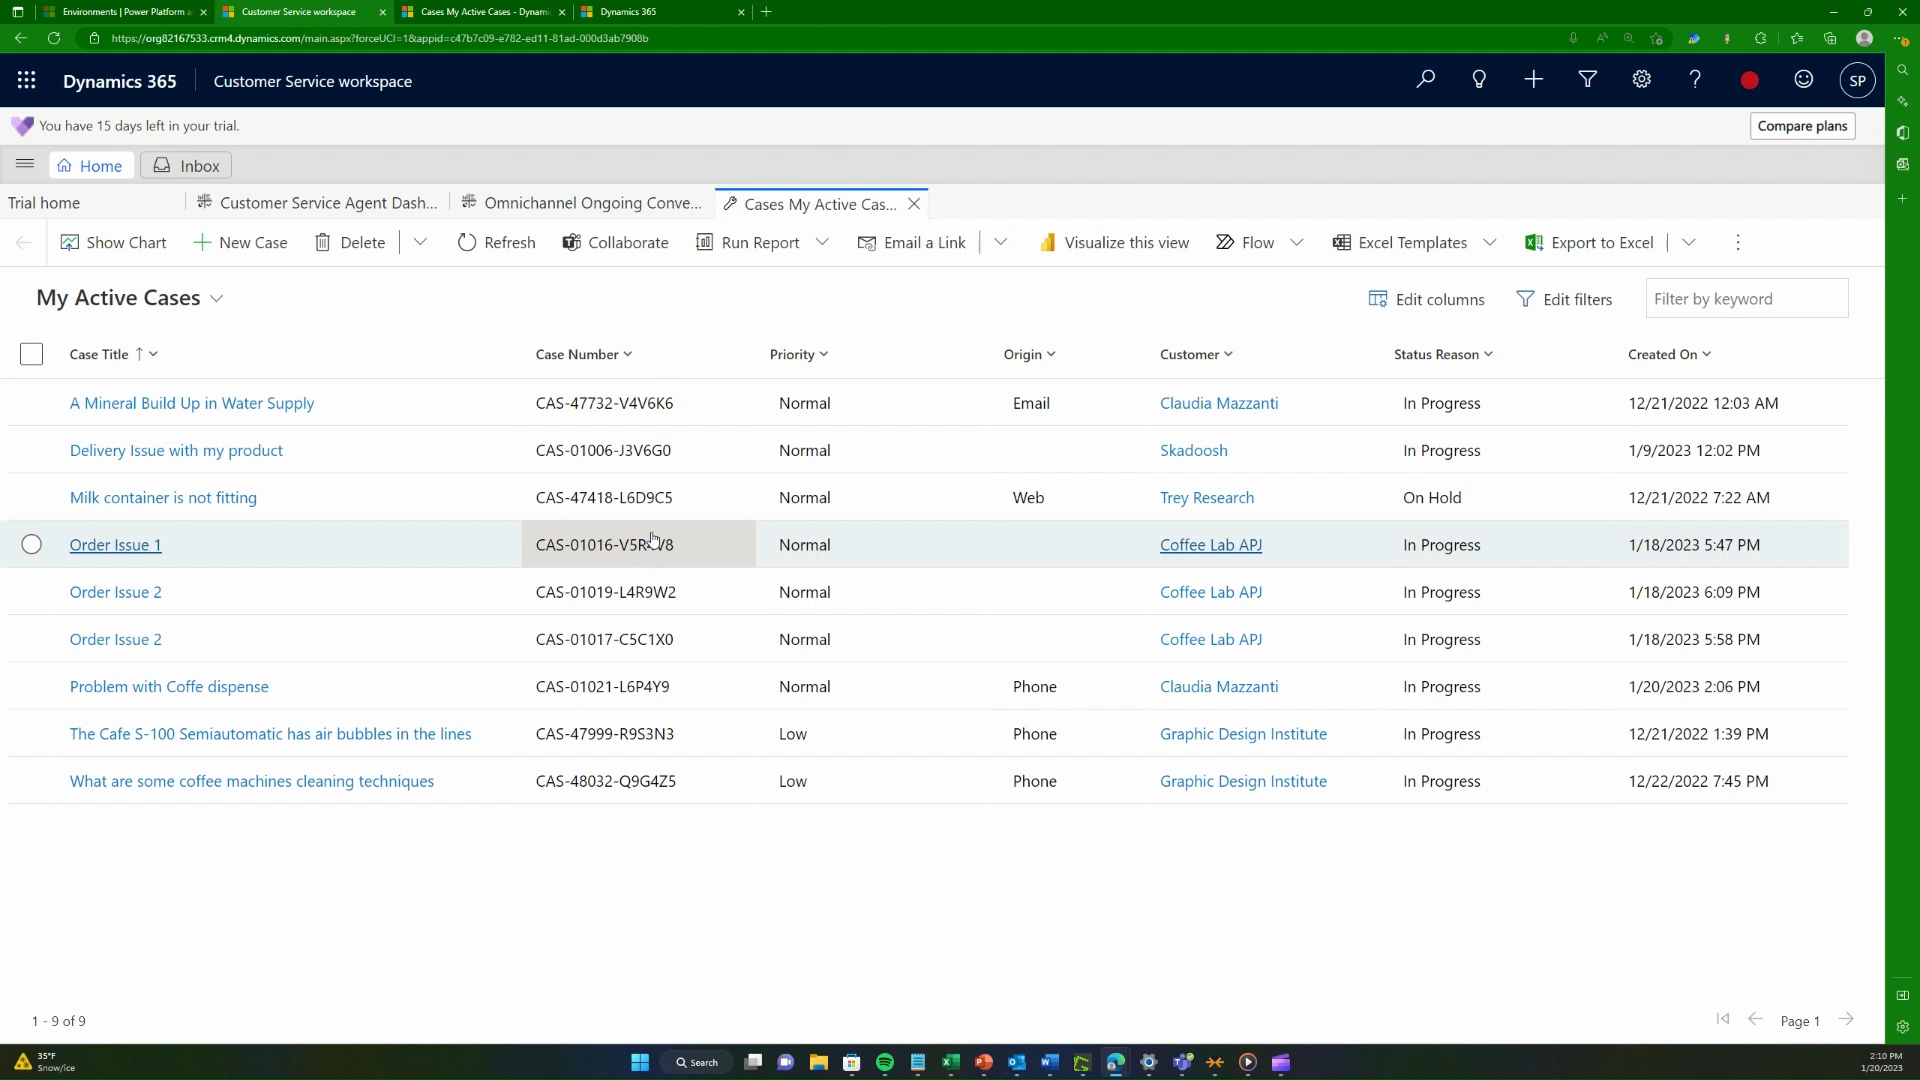 Environments | Power Platform a
Customer Service workspace
Cases My Active Cases - Dynami
Dynamics 365
https://org82167533.crm4.dynamics.com/main.aspx?forceUCI=1&appid=c47b7c09-e782-ed11-81ad-000d3ab7908b
Dynamics 365
Customer Service workspace
SP
You have 15 days left in your trial.
Compare plans
Home
Inbox
Trial home
Customer Service Agent Dash...
Omnichannel Ongoing Conve...
Cases My Active Cas...
Show Chart
New Case
Delete
Refresh
Collaborate
Run Report
Email a Link
Visualize this view
Flow
Excel Templates
Export to Excel
My Active Cases
Edit columns
Edit filters
Filter by keyword
Case Title Case Number Priority Origin Customer Status Reason Created On
A Mineral Build Up in Water Supply CAS-47732-V4V6K6 Normal Email Claudia Mazzanti In Progress 12/21/2022 12:03 AM
Delivery Issue with my product CAS-01006-J3V6G0 Normal Skadoosh In Progress 1/9/2023 12:02 PM
Milk container is not fitting CAS-47418-L6D9C5 Normal Web Trey Research On Hold 12/21/2022 7:22 AM
Order Issue 1 Normal Coffee Lab APJ In Progress 1/18/2023 5:47 PM
Order Issue 2 CAS-01019-L4R9W2 Normal Coffee Lab APJ In Progress 1/18/2023 6:09 PM
Order Issue 2 CAS-01017-C5C1X0 Normal Coffee Lab APJ In Progress 1/18/2023 5:58 PM
Problem with Coffe dispense CAS-01021-L6P4Y9 Normal Phone Claudia Mazzanti In Progress 1/20/2023 2:06 PM
The Cafe S-100 Semiautomatic has air bubbles in the lines CAS-47999-R9S3N3 Low Phone Graphic Design Institute In Progress 12/21/2022 1:39 PM
What are some coffee machines cleaning techniques CAS-48032-Q9G4Z5 Low Phone Graphic Design Institute In Progress 12/22/2022 7:45 PM
1 - 9 of 9
Page 1
35°F
Snow/ice
Search
2:10 PM
1/20/2023